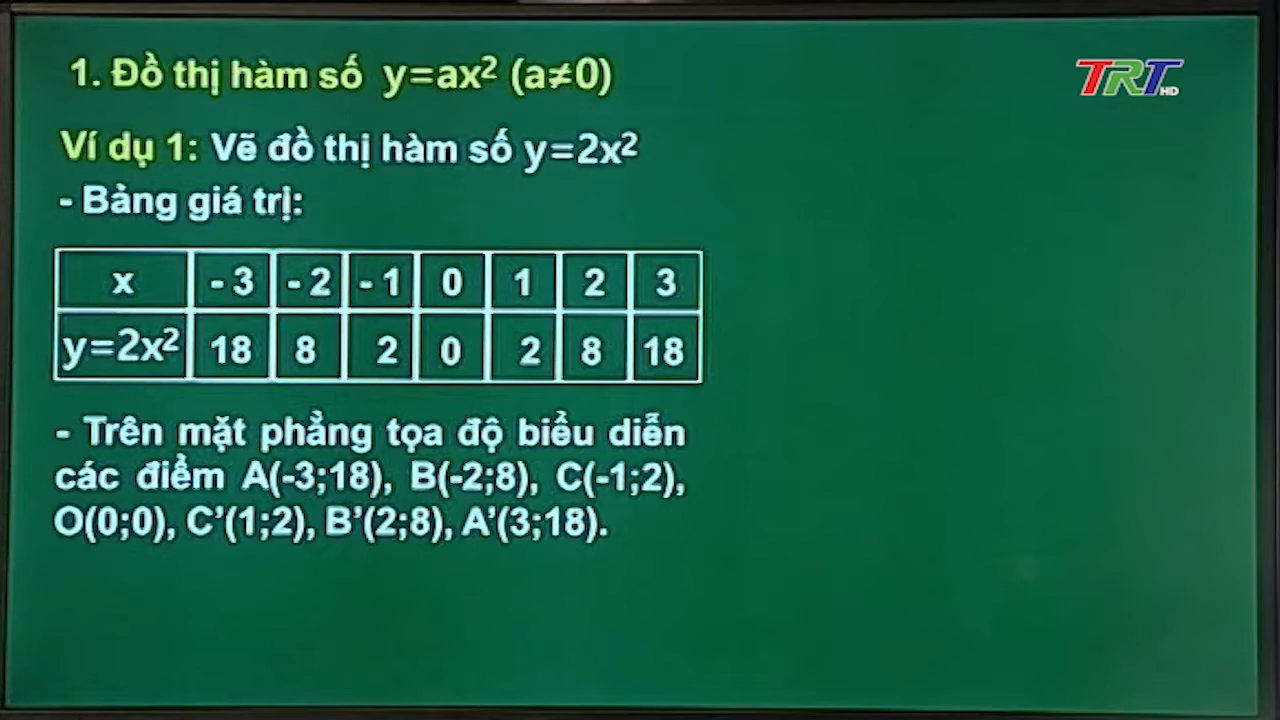 1. Đồ thị hàm số y=ax² (a≠0)
TRT HD
Ví dụ 1: Vẽ đồ thị hàm số y=2x²
- Bảng giá trị:
x - 3 - 2 - 1 0 1 2 3
y=2x² 18 8 2 0 2 8 18
- Trên mặt phẳng tọa độ biểu diễn
các điểm A(-3;18), B(-2;8), C(-1;2),
O(0;0), C’(1;2), B’(2;8), A’(3;18).